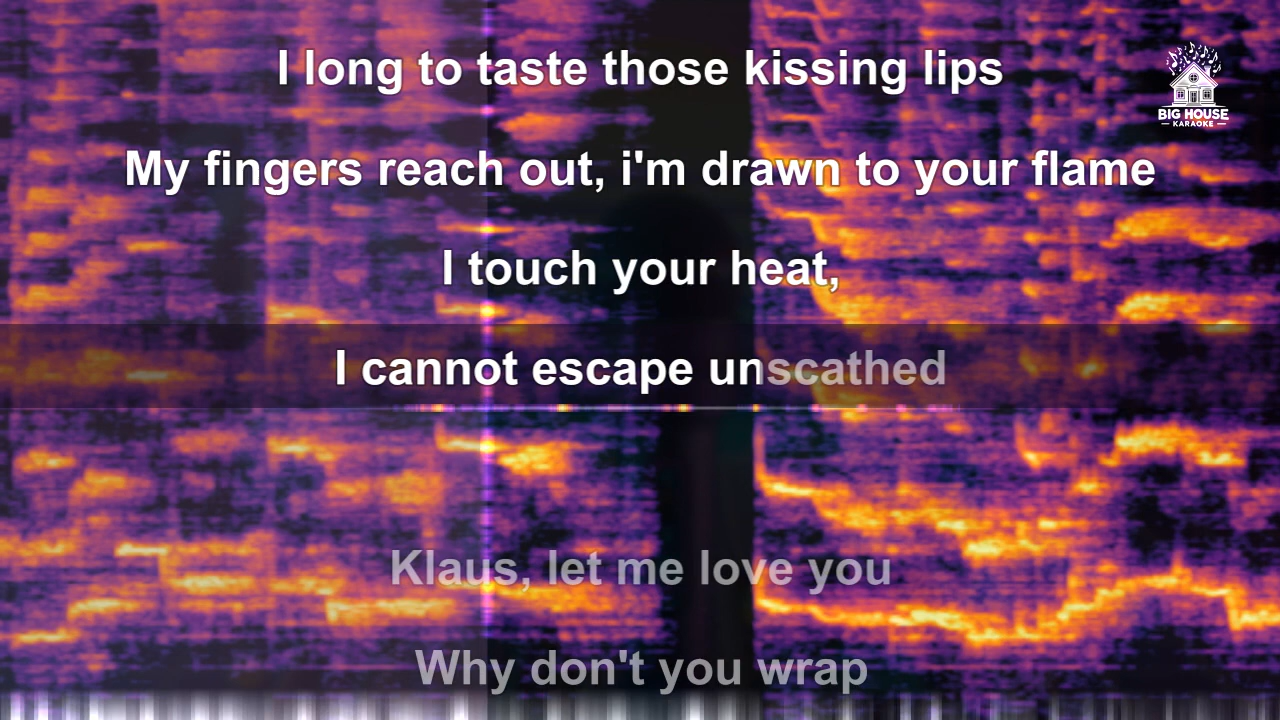 I long to taste those kissing lips
BIG HOUSE
KARAOKE
My fingers reach out, i'm drawn to your flame
I touch your heat,
I cannot escape unscathed
Klaus, let me love you
Why don't you wrap